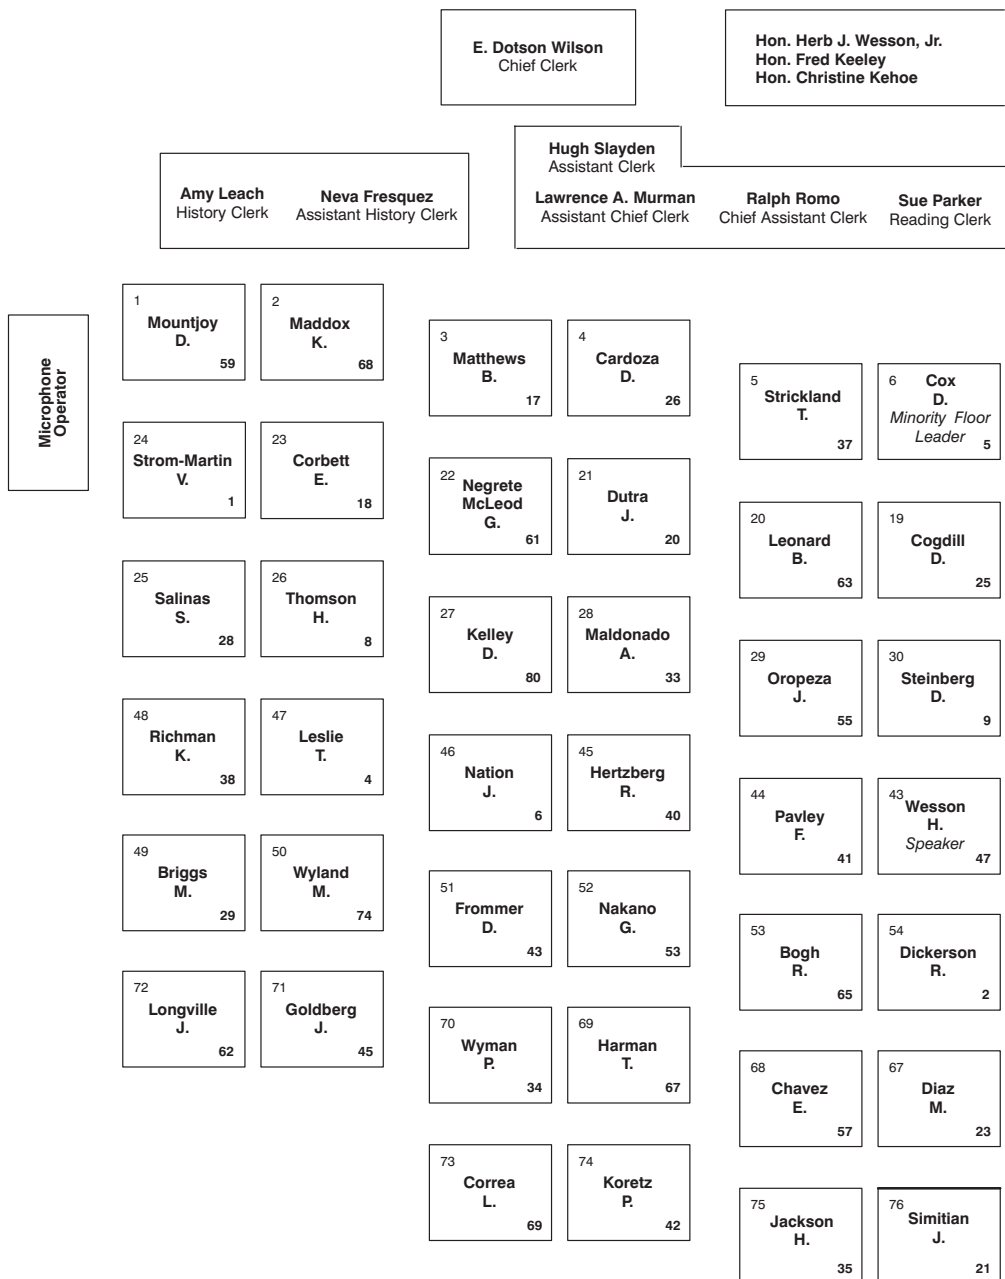 E. Dotson Wilson
Chief Clerk
Hon. Herb J. Wesson, Jr.
Hon. Fred Keeley
Hon. Christine Kehoe
Amy Leach
History Clerk
Neva Fresquez
Assistant History Clerk
Hugh Slayden
Assistant Clerk
Lawrence A. Murman
Assistant Chief Clerk
Ralph Romo
Chief Assistant Clerk
Sue Parker
Reading Clerk
Microphone
Operator
1
Mountjoy
D.
59
2
Maddox
K.
68
3
Matthews
B.
17
4
Cardoza
D.
26
5
Strickland
T.
37
6
Cox
D.
Minority Floor
Leader
5
24
Strom-Martin
V.
1
23
Corbett
E.
18
22
Negrete
McLeod
G.
61
21
Dutra
J.
20
20
Leonard
B.
63
19
Cogdill
D.
25
25
Salinas
S.
28
26
Thomson
H.
8
27
Kelley
D.
80
28
Maldonado
A.
33
29
Oropeza
J.
55
30
Steinberg
D.
9
48
Richman
K.
38
47
Leslie
T.
4
46
Nation
J.
6
45
Hertzberg
R.
40
44
Pavley
F.
41
43
Wesson
H.
Speaker
47
49
Briggs
M.
29
50
Wyland
M.
74
51
Frommer
D.
43
52
Nakano
G.
53
53
Bogh
R.
65
54
Dickerson
R.
2
72
Longville
J.
62
71
Goldberg
J.
45
70
Wyman
P.
34
69
Harman
T.
67
68
Chavez
E.
57
67
Diaz
M.
23
73
Correa
L.
69
74
Koretz
P.
42
75
Jackson
H.
35
76
Simitian
J.
21